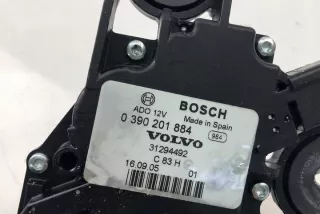 BOSCH
ADO 12V
Made in Spain
0 390 201 884
984
VOLVO
31294492
C 83 H
16.09.05 01